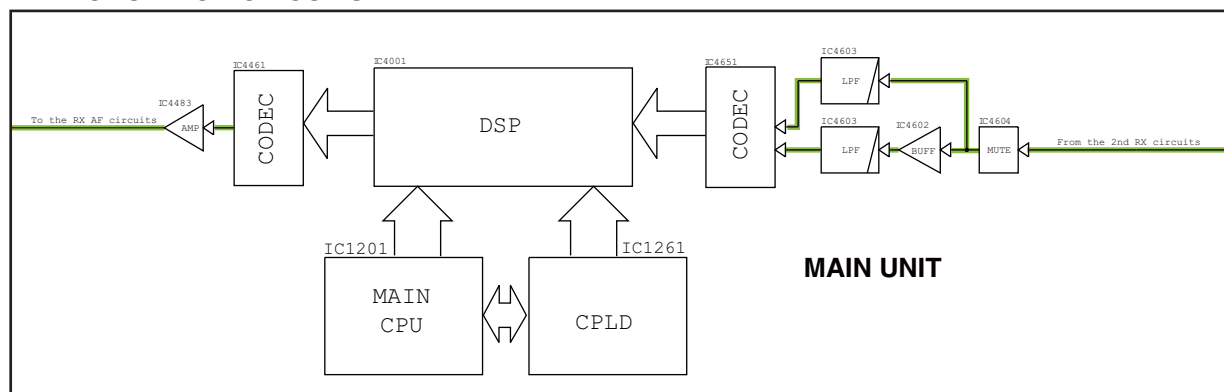 IC4461
IC4001
IC4651
IC4603
LPF
IC4483
To the RX AF circuits
AMP
CODEC
DSP
CODEC
IC4603
LPF
IC4602
BUFF
IC4604
MUTE
From the 2nd RX circuits
IC1201
IC1261
MAIN
CPU
CPLD
MAIN UNIT